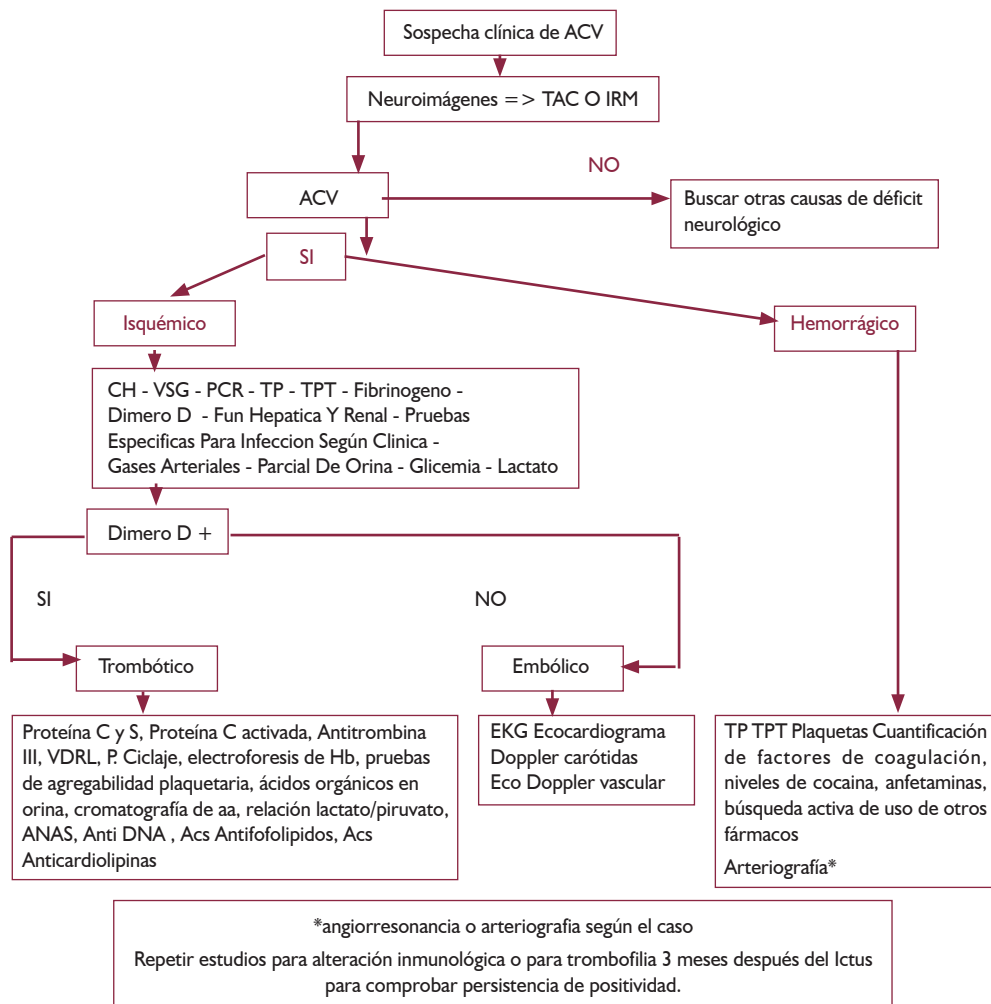 Sospecha clínica de ACV
Neuroimágenes = > TAC O IRM
NO
ACV
Buscar otras causas de déficit
neurológico
SI
Isquémico
Hemorrágico
CH - VSG - PCR - TP - TPT - Fibrinogeno -
Dimero D - Fun Hepatica Y Renal - Pruebas
Especificas Para Infeccion Según Clinica -
Gases Arteriales - Parcial De Orina - Glicemia - Lactato
Dimero D +
SI
NO
Trombótico
Embólico
Proteína C y S, Proteína C activada, Antitrombina
III, VDRL, P. Ciclaje, electroforesis de Hb, pruebas
de agregabilidad plaquetaria, ácidos orgánicos en
orina, cromatografía de aa, relación lactato/piruvato,
ANAS, Anti DNA , Acs Antifofolipidos, Acs
Anticardiolipinas
EKG Ecocardiograma
Doppler carótidas
Eco Doppler vascular
TP TPT Plaquetas Cuantificación
de factores de coagulación,
niveles de cocaina, anfetaminas,
búsqueda activa de uso de otros
fármacos
Arteriografía*
*angiorresonancia o arteriografia según el caso
Repetir estudios para alteración inmunológica o para trombofilia 3 meses después del Ictus
para comprobar persistencia de positividad.